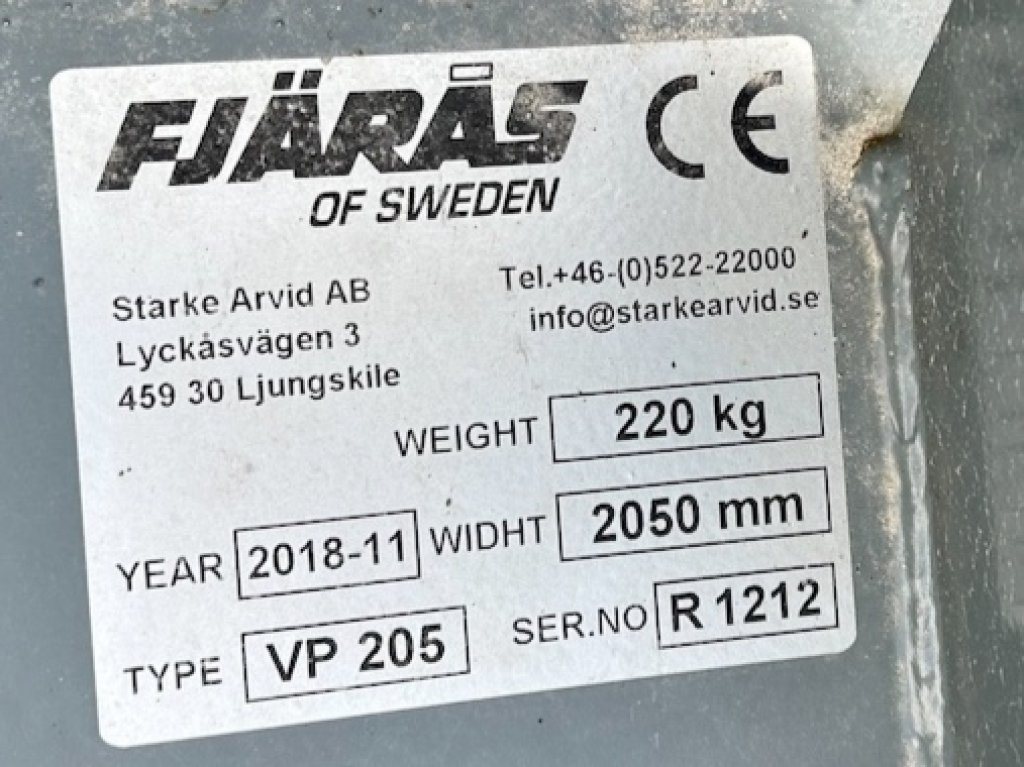 FJÄRÅS
OF SWEDEN
CE
Starke Arvid AB
Lyckåsvägen 3
459 30 Ljungskile
Tel.+46-(0)522-22000
info@starkearvid.se
WEIGHT 220 kg
YEAR 2018-11 WIDHT 2050 mm
TYPE VP 205 SER.NO R 1212